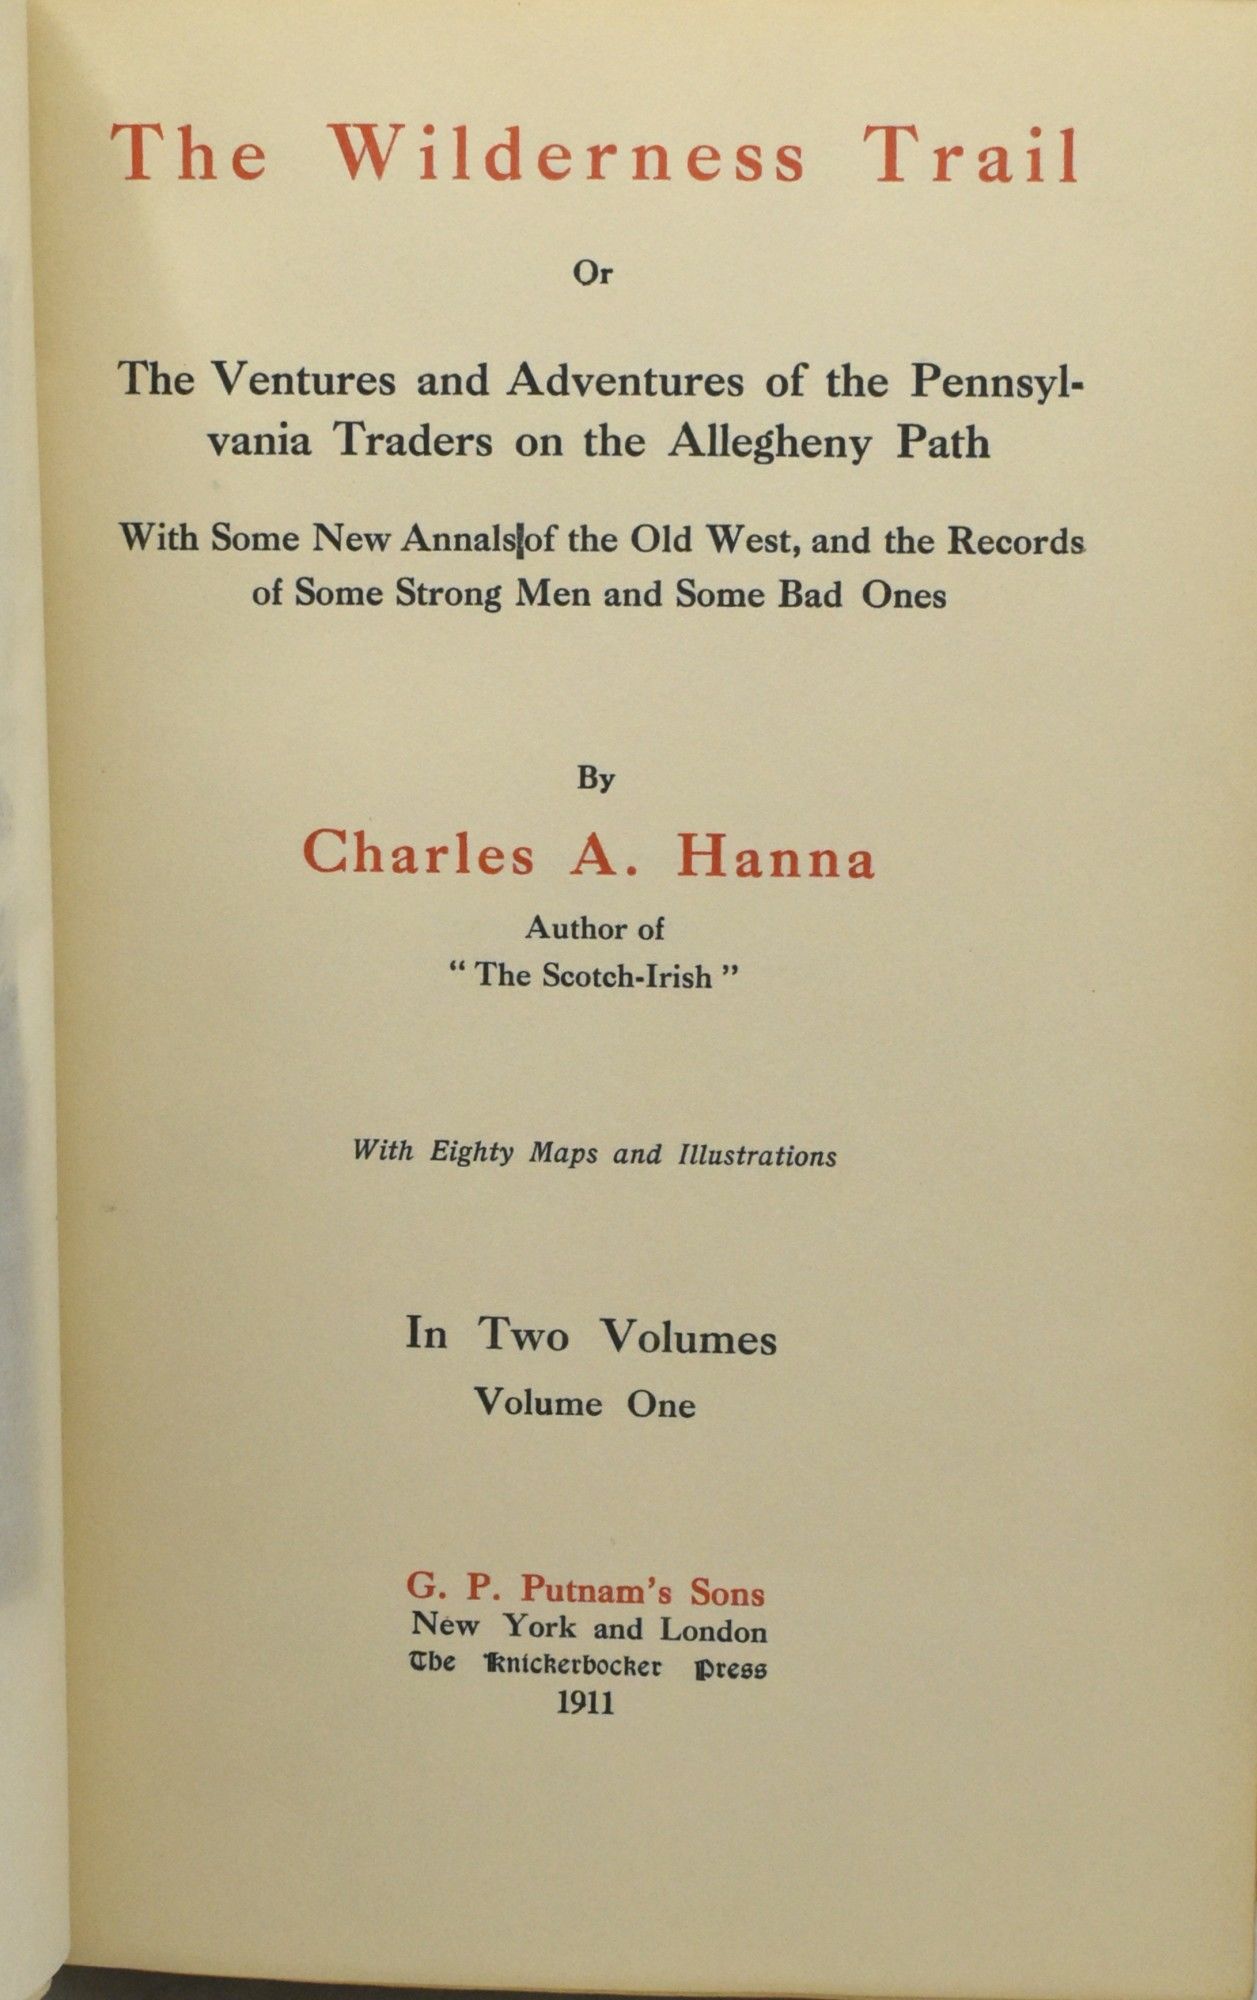 The Wilderness Trail
Or
The Ventures and Adventures of the Pennsyl-
vania Traders on the Allegheny Path
With Some New Annals of the Old West, and the Records
of Some Strong Men and Some Bad Ones
By
Charles A. Hanna
Author of
“ The Scotch-Irish ”
With Eighty Maps and Illustrations
In Two Volumes
Volume One
G. P. Putnam’s Sons
New York and London
The Knickerbocker Press
1911